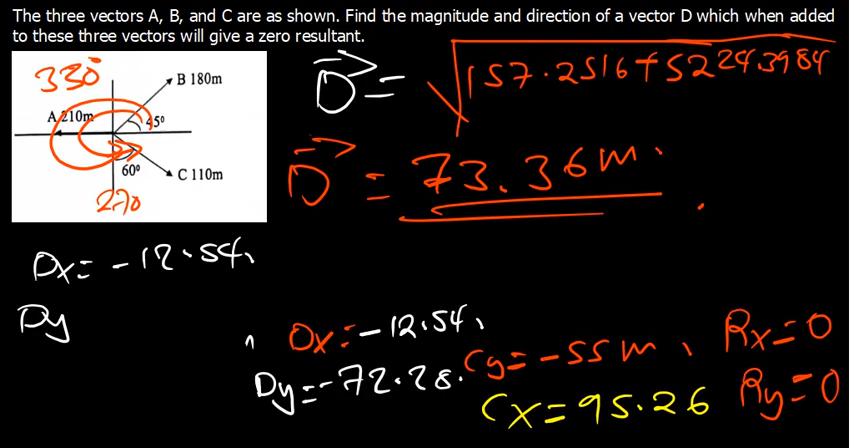 The three vectors A, B, and C are as shown. Find the magnitude and direction of a vector D which when added
to these three vectors will give a zero resultant.
330°
B 180m
A 210m
45°
60°
C 110m
270
D = √157.2516 + 5224.3984
D = 73.36m.
Dx = -12.54,
Dy
Dx = -12.54,
Dy = -72.28.
Cy = -55m,
Cx = 95.26
Rx = 0
Ry = 0